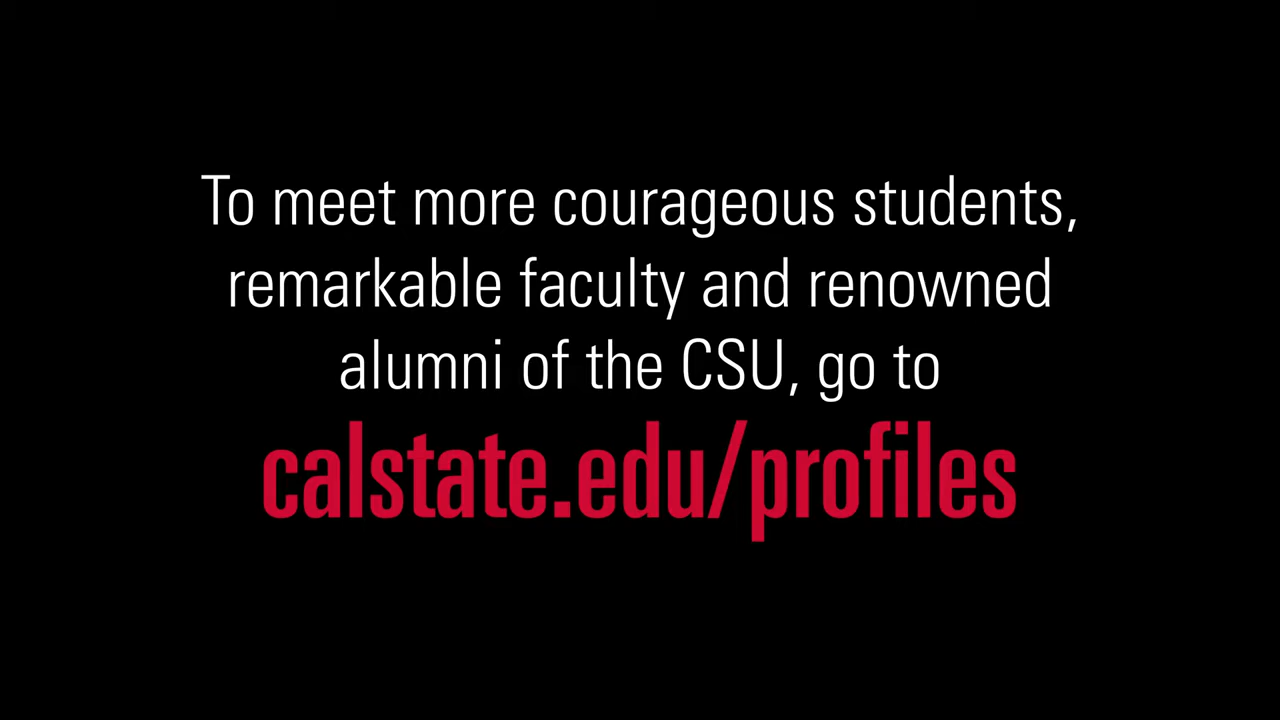 To meet more courageous students,
remarkable faculty and renowned
alumni of the CSU, go to
calstate.edu/profiles